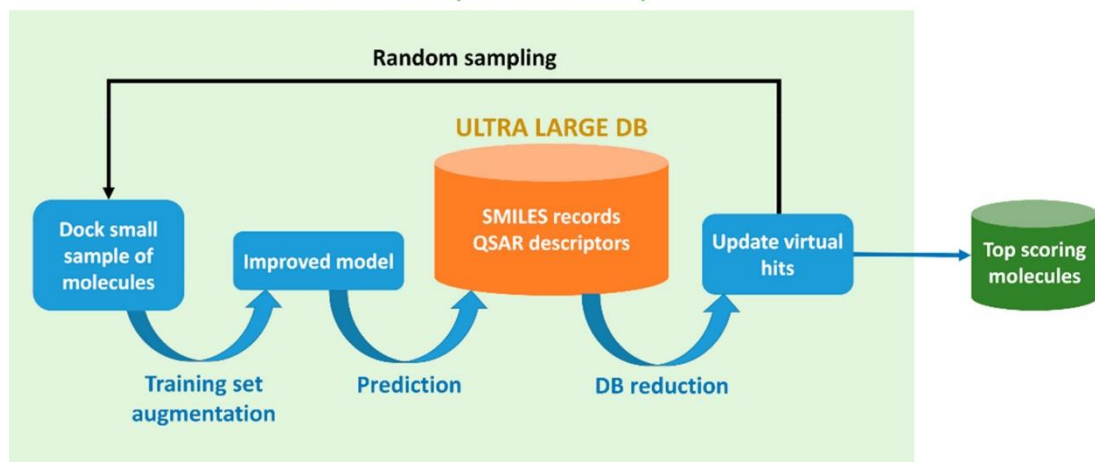 Random sampling
ULTRA LARGE DB
SMILES records
QSAR descriptors
Dock small
sample of
molecules
Improved model
Update virtual
hits
Top scoring
molecules
Training set
augmentation
Prediction
DB reduction